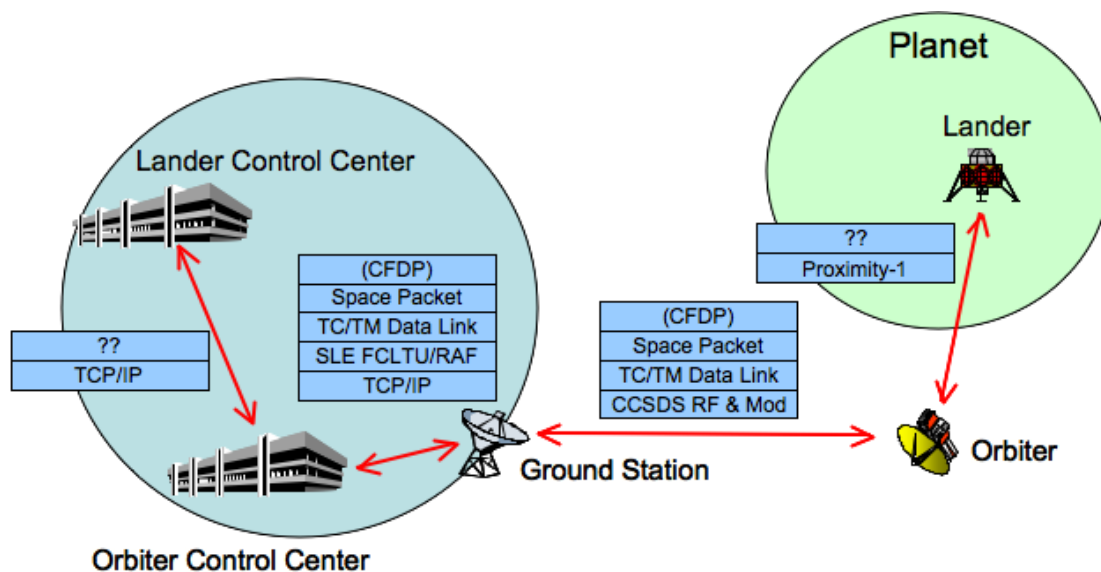 Planet
Lander
Lander Control Center
??
Proximity-1
(CFDP)
Space Packet
TC/TM Data Link
SLE FCLTU/RAF
TCP/IP
(CFDP)
Space Packet
TC/TM Data Link
CCSDS RF & Mod
??
TCP/IP
Ground Station
Orbiter
Orbiter Control Center